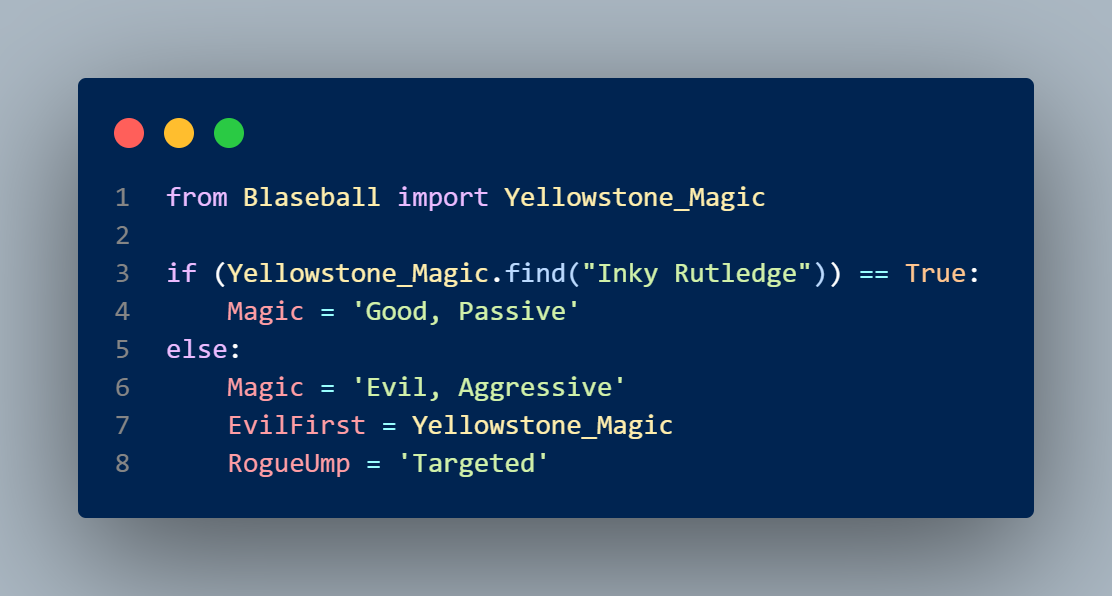 1 from Blaseball import Yellowstone_Magic
2
3 if (Yellowstone_Magic.find("Inky Rutledge")) == True:
4     Magic = 'Good, Passive'
5 else:
6     Magic = 'Evil, Aggressive'
7     EvilFirst = Yellowstone_Magic
8     RogueUmp = 'Targeted'